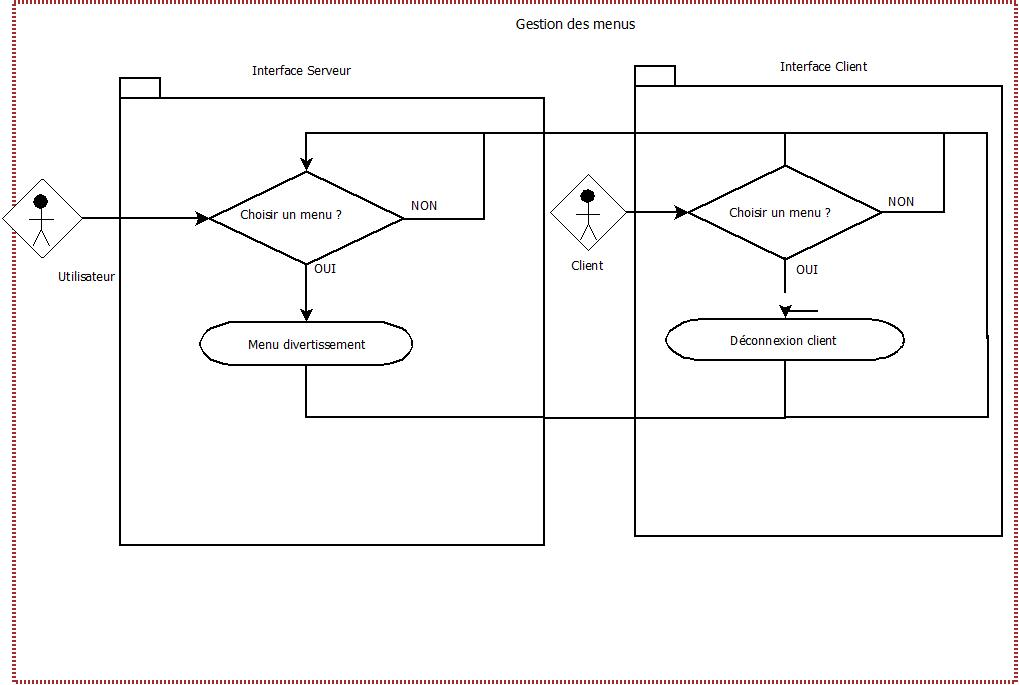 Gestion des menus
Interface Serveur
Interface Client
Choisir un menu ?
NON
OUI
Utilisateur
Menu divertissement
Choisir un menu ?
NON
OUI
Client
Déconnexion client